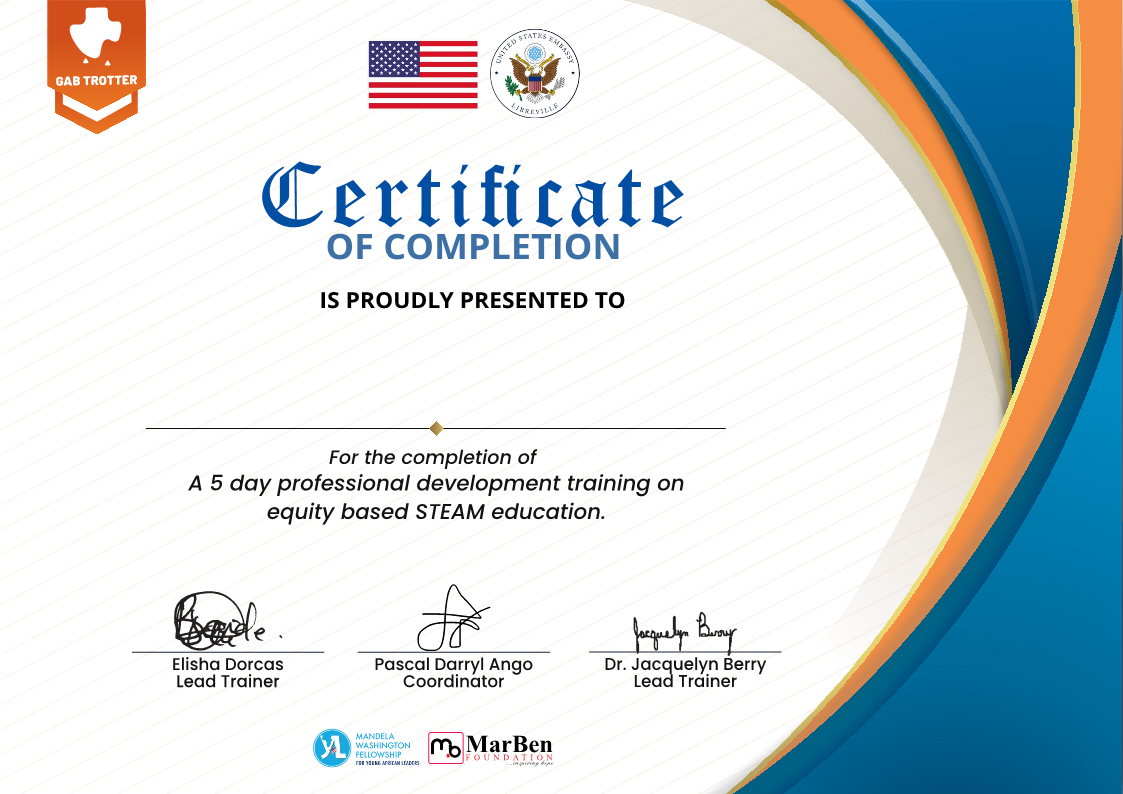 GAB TROTTER
UNITED STATES EMBASSY
LIBREVILLE
Certificate
OF COMPLETION
IS PROUDLY PRESENTED TO
For the completion of
A 5 day professional development training on
equity based STEAM education.
Jacquelyn Berry
Elisha Dorcas
Lead Trainer
Pascal Darryl Ango
Coordinator
Dr. Jacquelyn Berry
Lead Trainer
YAL
MANDELA
WASHINGTON
FELLOWSHIP
FOR YOUNG AFRICAN LEADERS
mb
MarBen
FOUNDATION
...inspiring hope